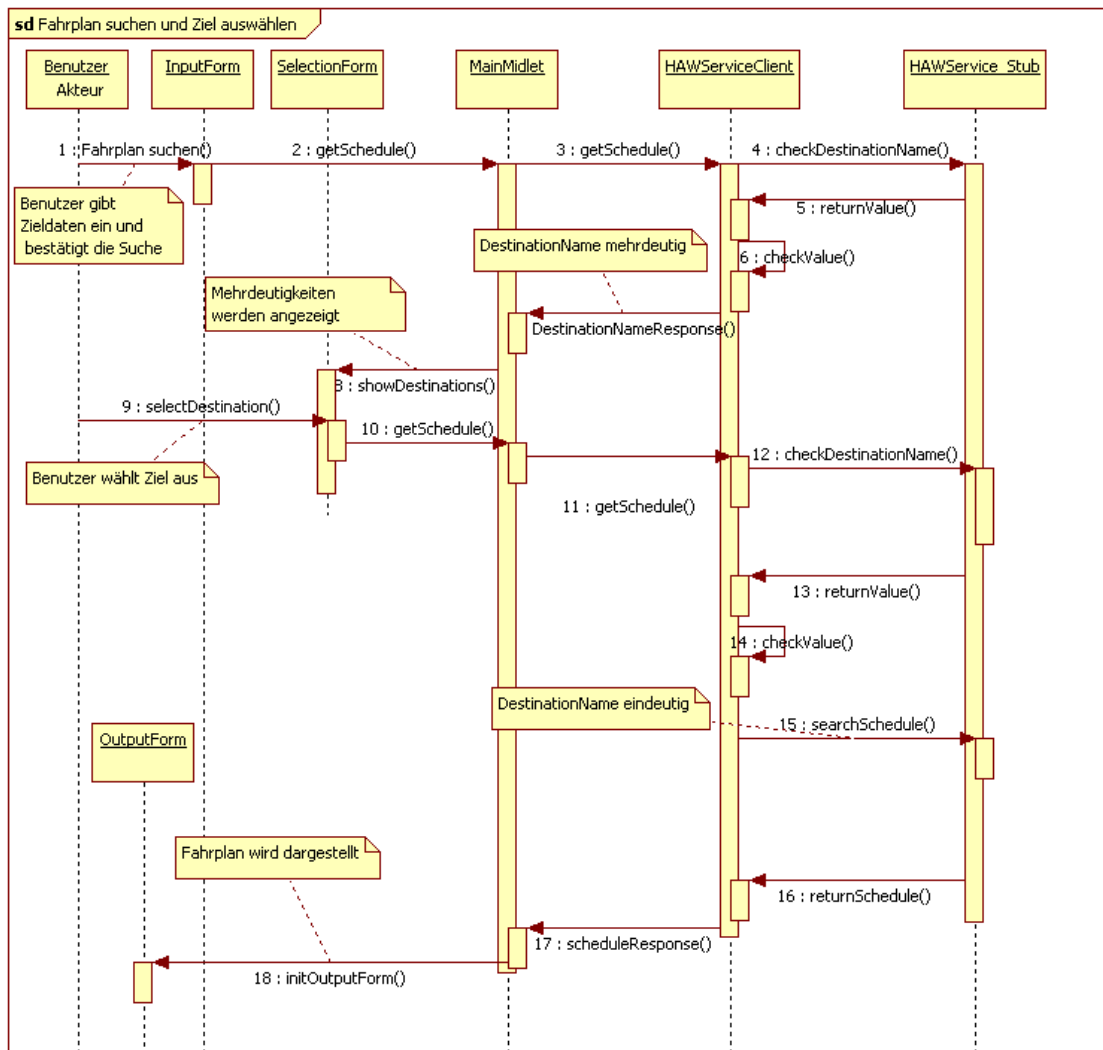 sd Fahrplan suchen und Ziel auswählen
Benutzer
Akteur
InputForm
SelectionForm
MainMidlet
HAWServiceClient
HAWService_Stub
1 : Fahrplan suchen()
2 : getSchedule()
3 : getSchedule()
4 : checkDestinationName()
Benutzer gibt
Zieldaten ein und
bestätigt die Suche
5 : returnValue()
DestinationName mehrdeutig
6 : checkValue()
Mehrdeutigkeiten
werden angezeigt
DestinationNameResponse()
8 : showDestinations()
9 : selectDestination()
10 : getSchedule()
12 : checkDestinationName()
Benutzer wählt Ziel aus
11 : getSchedule()
13 : returnValue()
14 : checkValue()
DestinationName eindeutig
15 : searchSchedule()
OutputForm
Fahrplan wird dargestellt
16 : returnSchedule()
17 : scheduleResponse()
18 : initOutputForm()